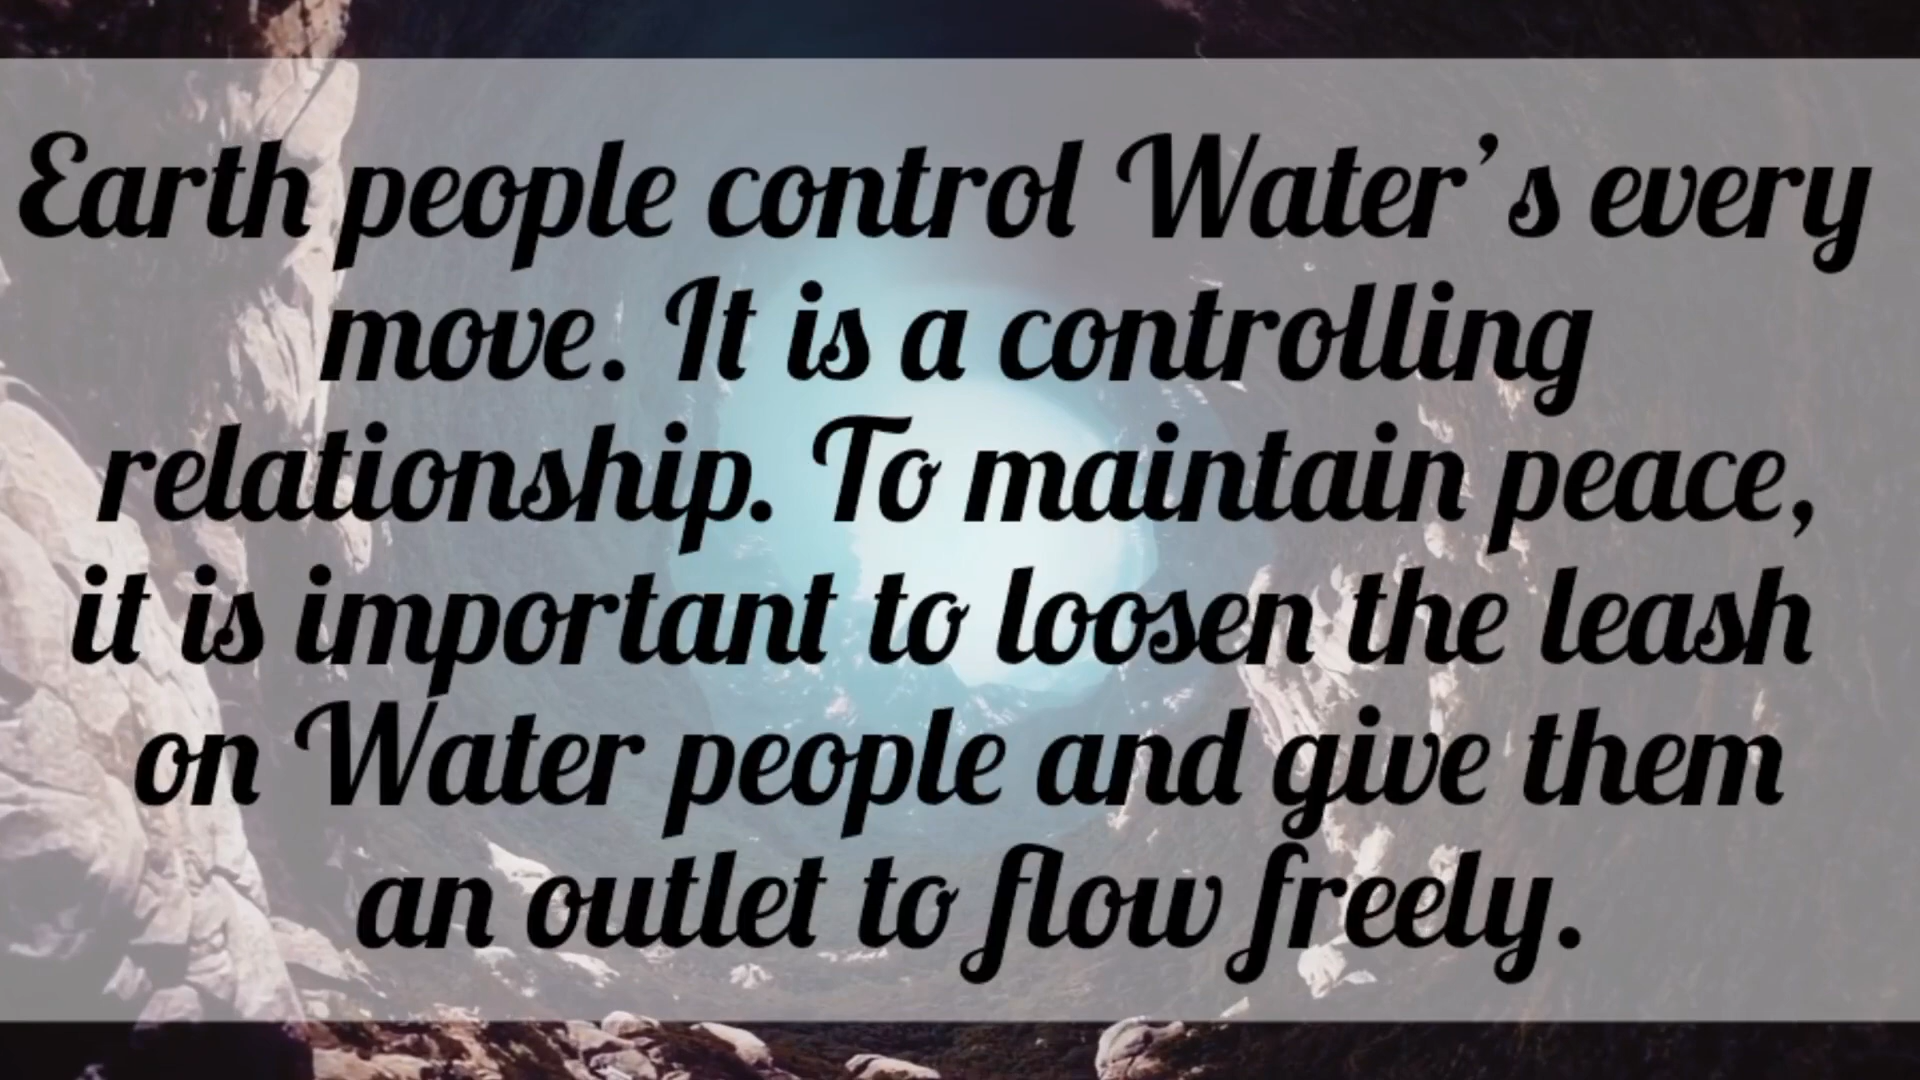 Earth people control Water's every
move. It is a controlling
relationship. To maintain peace,
it is important to loosen the leash
on Water people and give them
an outlet to flow freely.